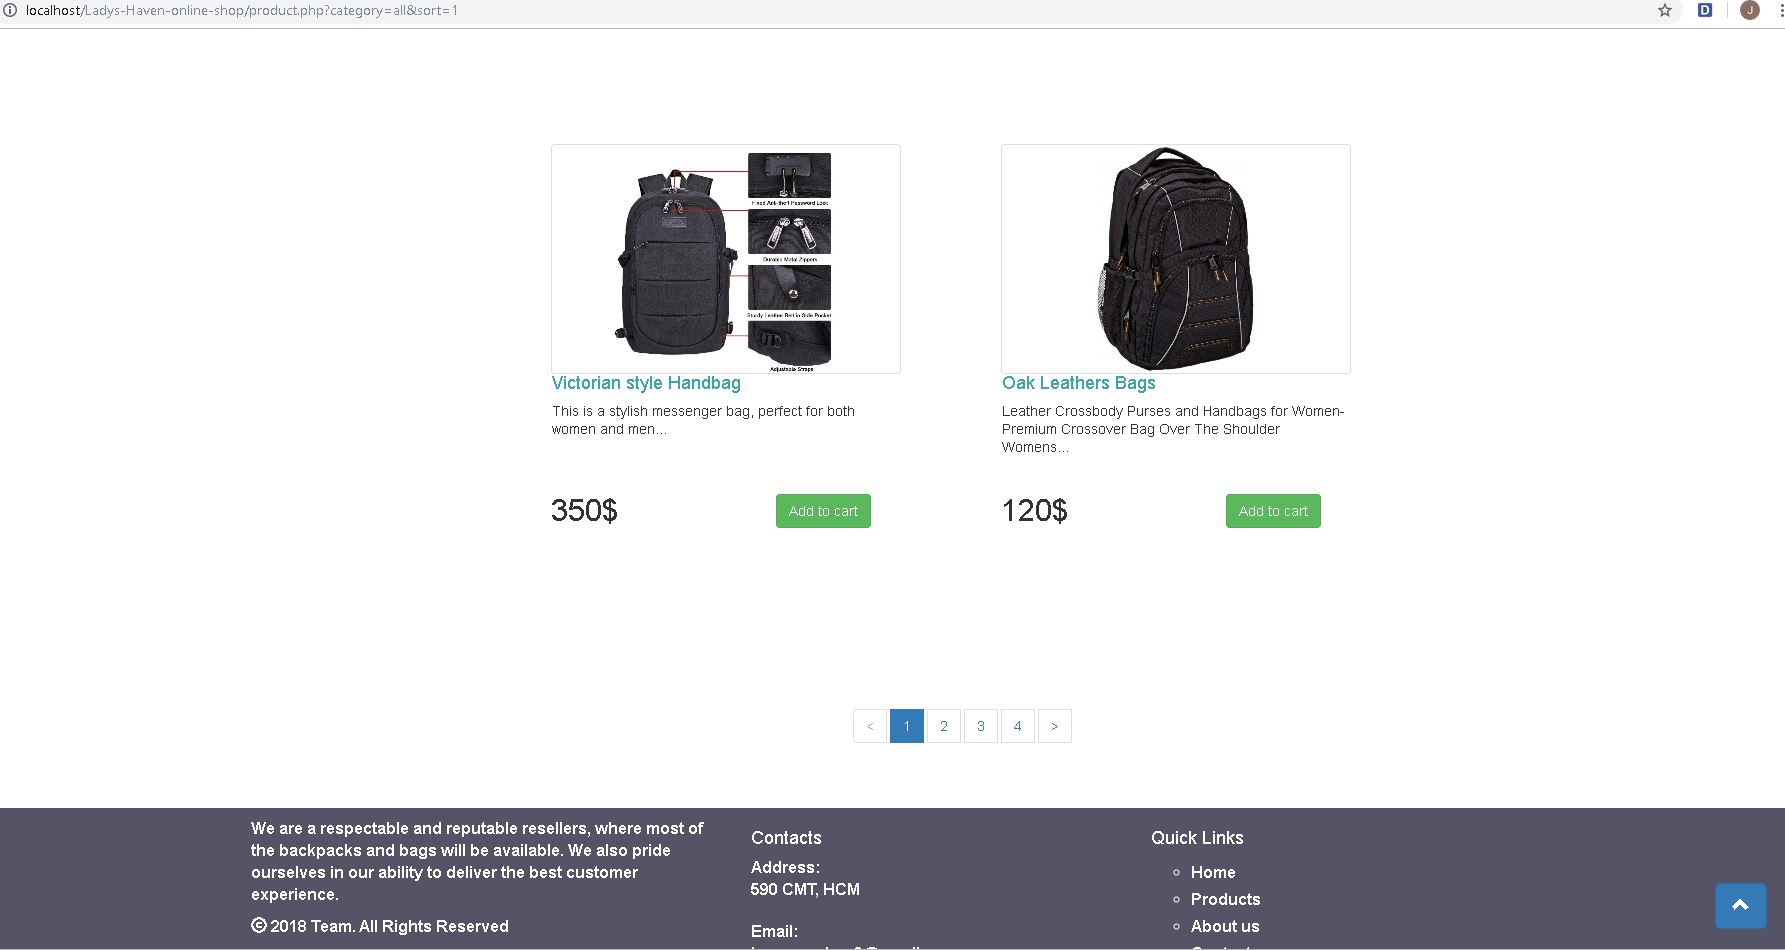 localhost/Ladys-Haven-online-shop/product.php?category=all&sort=1
D
J
Fixed Anti-theft Password Lock
Durable Metal Zippers
Sturdy Leather Belt in Side Pocket
Adjustable Straps
Victorian style Handbag
This is a stylish messenger bag, perfect for both
women and men...
350$
Add to cart
Oak Leathers Bags
Leather Crossbody Purses and Handbags for Women-
Premium Crossover Bag Over The Shoulder
Womens...
120$
Add to cart
< 1 2 3 4 >
We are a respectable and reputable resellers, where most of
the backpacks and bags will be available. We also pride
ourselves in our ability to deliver the best customer
experience.
© 2018 Team. All Rights Reserved
Contacts
Address:
590 CMT, HCM
Email:
Quick Links
Home
Products
About us